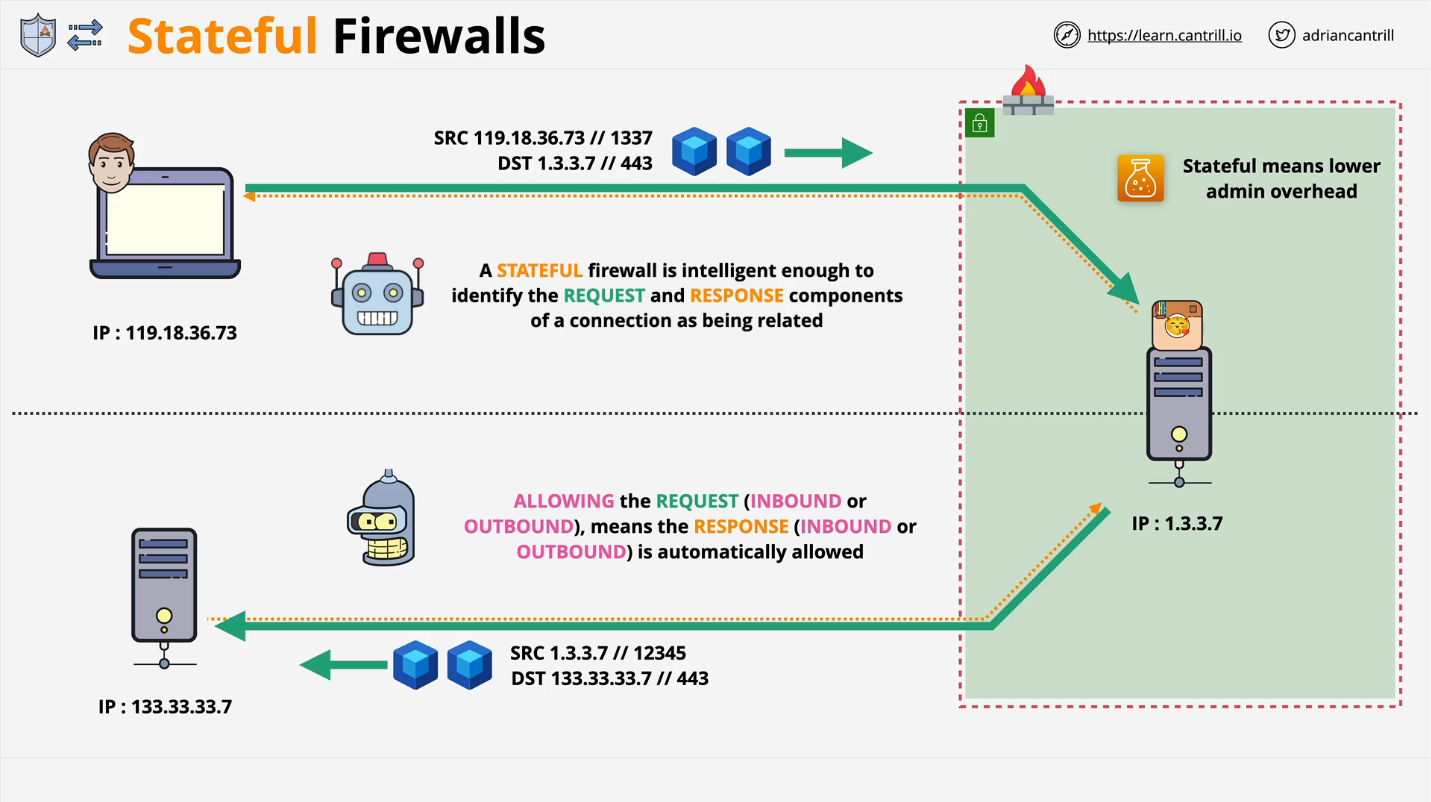 Stateful Firewalls
https://learn.cantrill.io
adriancantrill
SRC 119.18.36.73 // 1337
DST 1.3.3.7 // 443
Stateful means lower
admin overhead
A STATEFUL firewall is intelligent enough to
identify the REQUEST and RESPONSE components
of a connection as being related
IP : 119.18.36.73
ALLOWING the REQUEST (INBOUND or
OUTBOUND), means the RESPONSE (INBOUND or
OUTBOUND) is automatically allowed
IP : 1.3.3.7
SRC 1.3.3.7 // 12345
DST 133.33.33.7 // 443
IP : 133.33.33.7